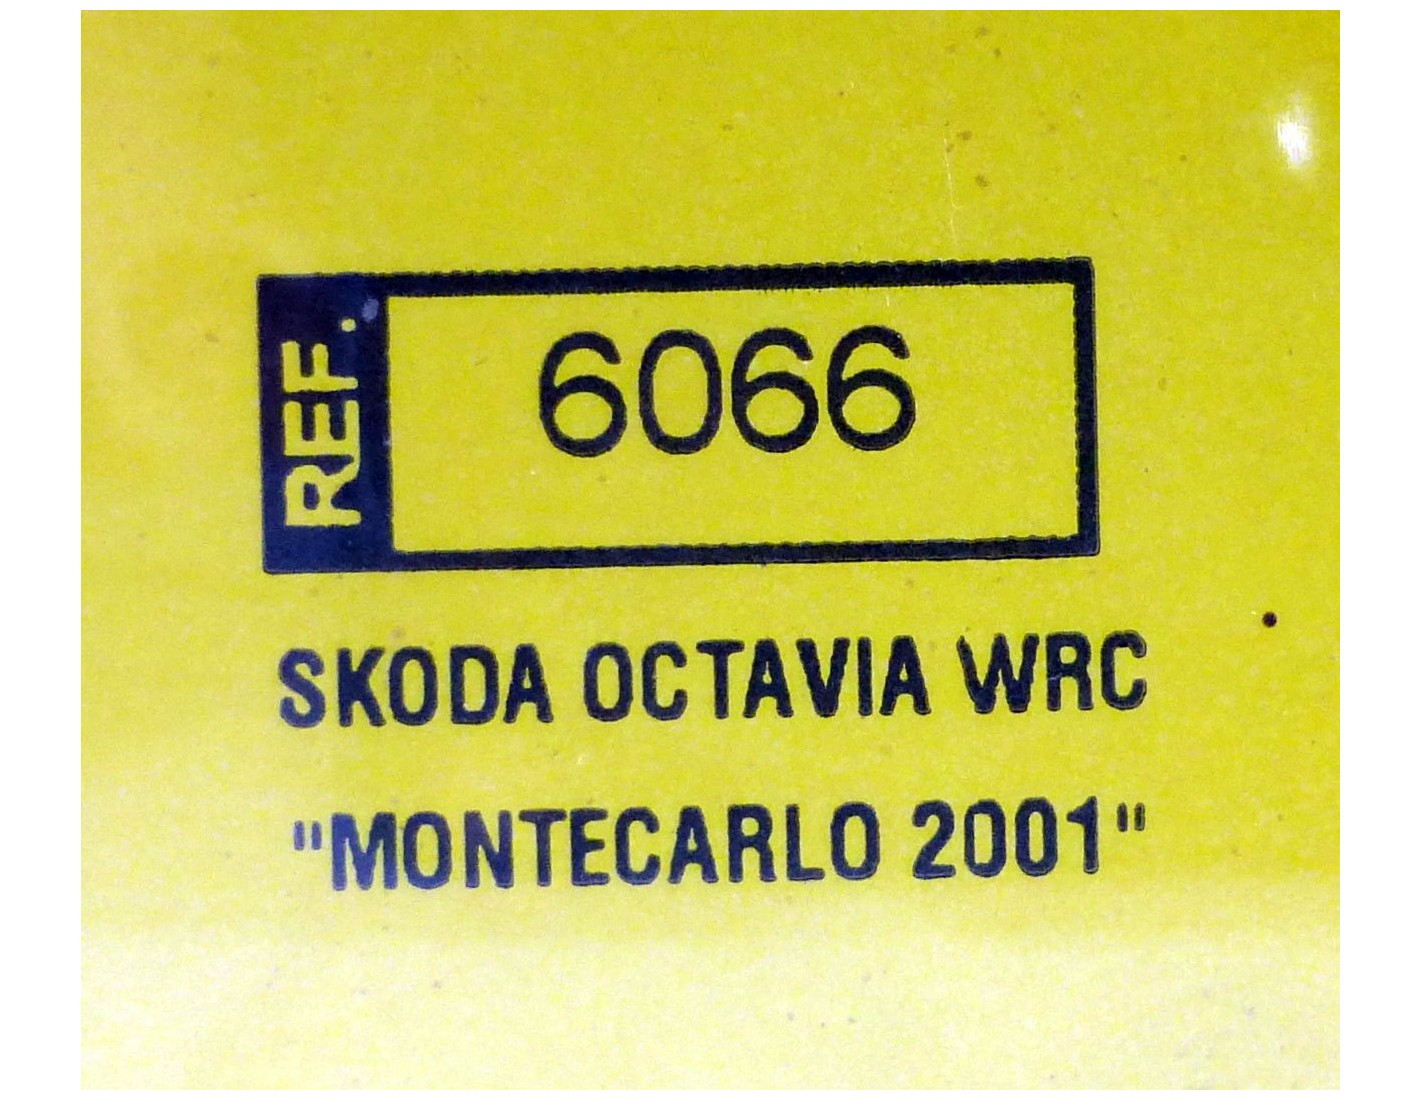 REF.
6066
SKODA OCTAVIA WRC
"MONTECARLO 2001"